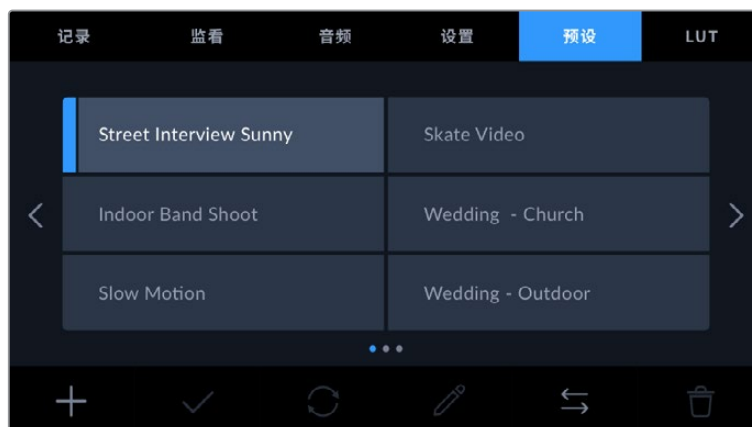 记录 监看 音频 设置 预设 LUT
Street Interview Sunny Skate Video
Indoor Band Shoot Wedding - Church
Slow Motion Wedding - Outdoor